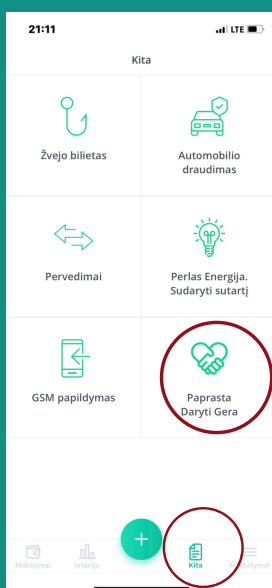 21:11
LTE
Kita
Žvejo bilietas
Automobilio
draudimas
Pervedimai
Perlas Energija.
Sudaryti sutartį
GSM papildymas
Paprasta
Daryti Gera
Mokėjimai
Istorija
Kita
Nustatymai